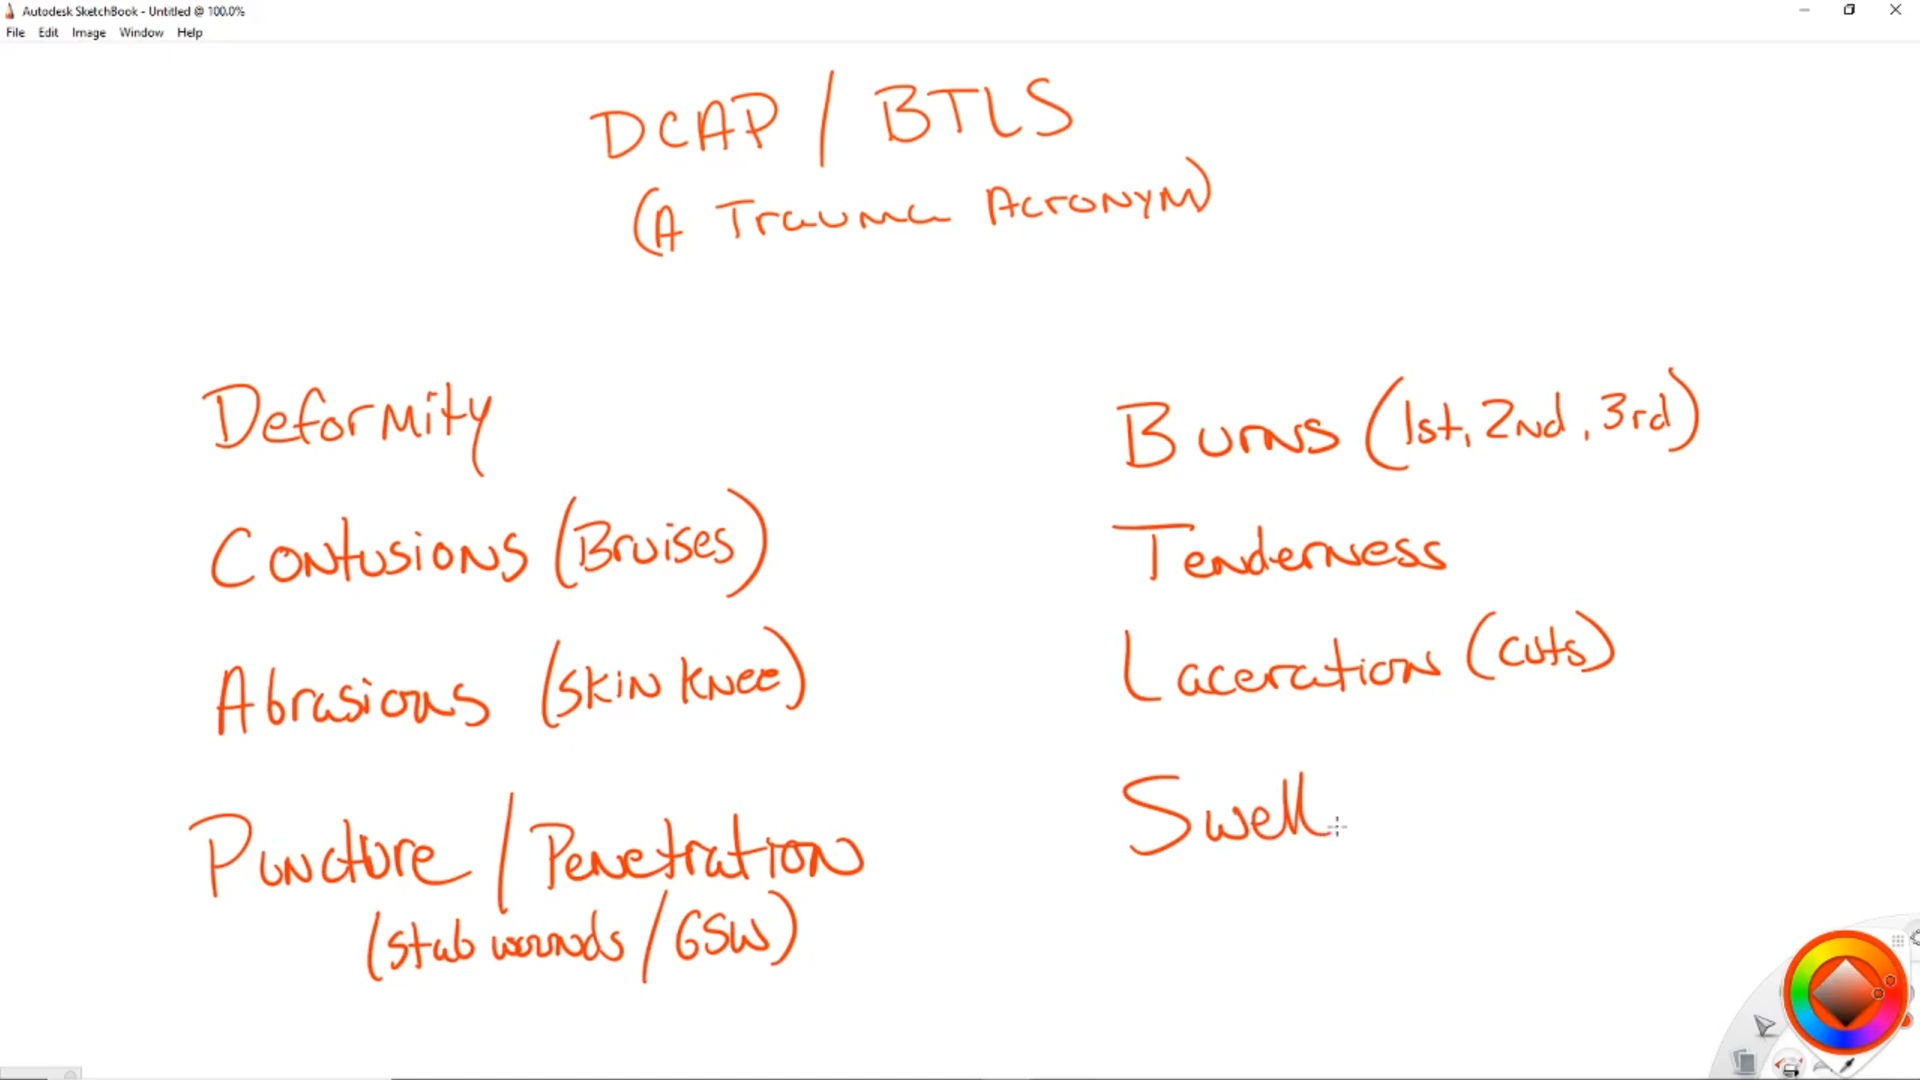 Autodesk SketchBook - Untitled @ 100.0%
File Edit Image Window Help
DCAP / BTLS
(A Trauma Acronym)
Deformity
Contusions (Bruises)
Abrasions (skin knee)
Puncture / Penetration
(stab wounds / GSW)
Burns (1st, 2nd, 3rd)
Tenderness
Laceration (cuts)
Swell